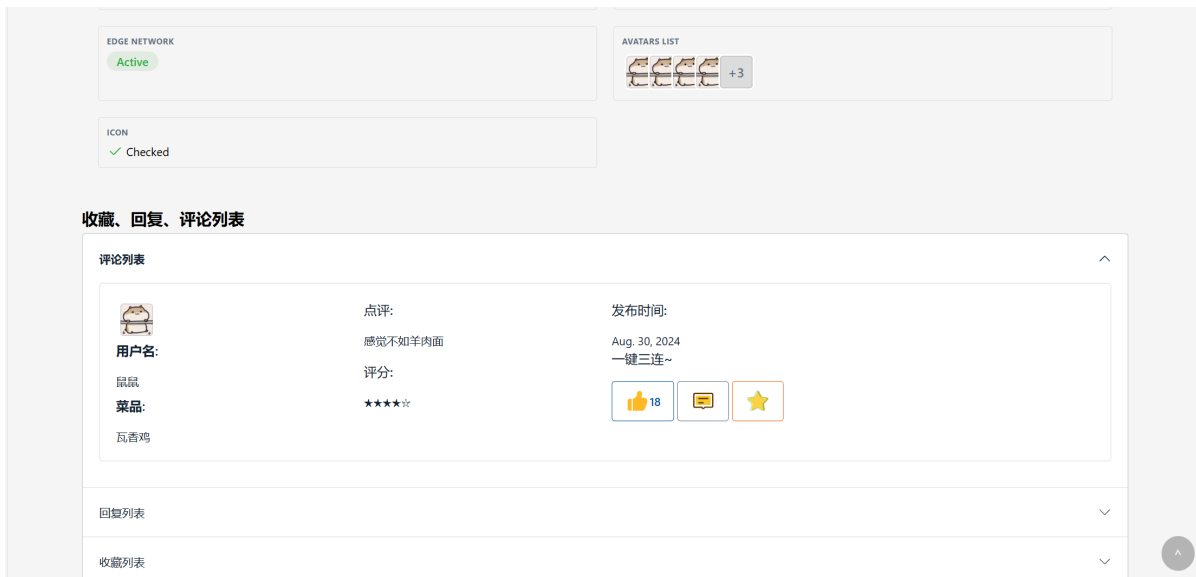 EDGE NETWORK
Active
AVATARS LIST
+3
ICON
Checked
收藏、回复、评论列表
评论列表
用户名:
鼠鼠
菜品:
瓦香鸡
点评:
感觉不如羊肉面
评分:
★★★★☆
发布时间:
Aug. 30, 2024
一键三连~
18
回复列表
收藏列表
^